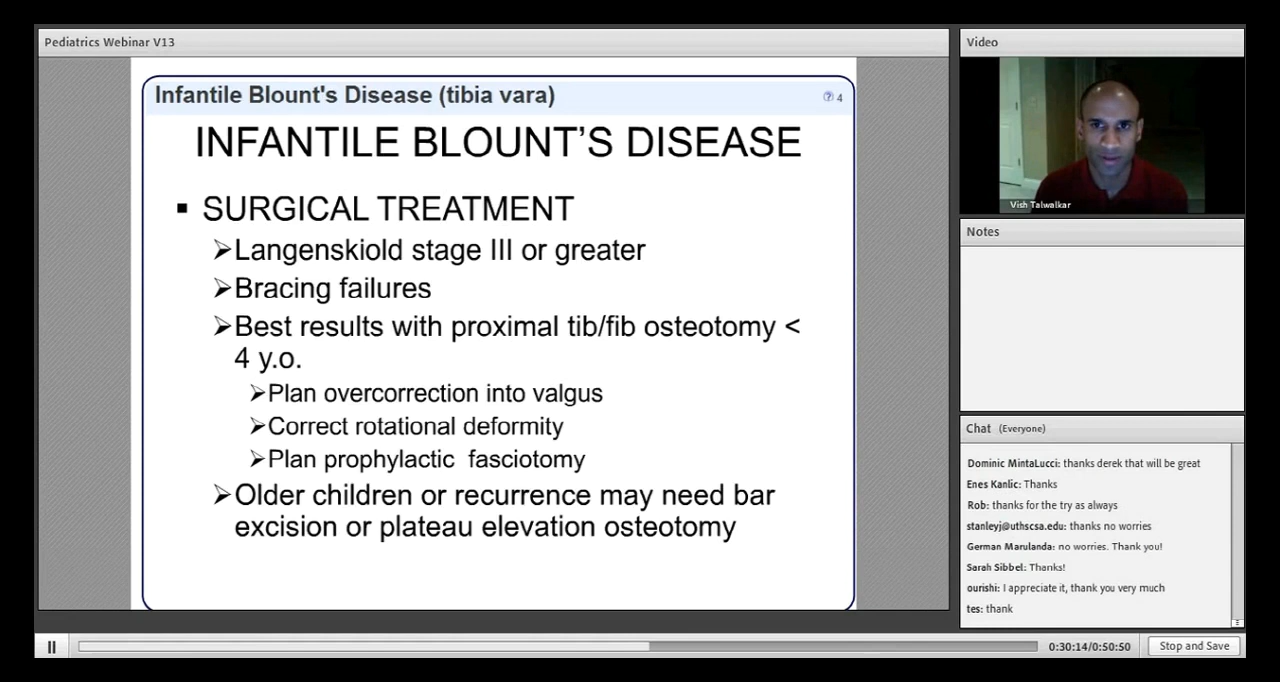 Pediatrics Webinar V13
Infantile Blount's Disease (tibia vara)
4
INFANTILE BLOUNT’S DISEASE
▪ SURGICAL TREATMENT
➢Langenskiold stage III or greater
➢Bracing failures
➢Best results with proximal tib/fib osteotomy <
4 y.o.
➢Plan overcorrection into valgus
➢Correct rotational deformity
➢Plan prophylactic fasciotomy
➢Older children or recurrence may need bar
excision or plateau elevation osteotomy
Video
Vish Talwalkar
Notes
Chat (Everyone)
Dominic MintaLucci: thanks derek that will be great
Enes Kanlic: Thanks
Rob: thanks for the try as always
stanleyj@uthscsa.edu: thanks no worries
German Marulanda: no worries. Thank you!
Sarah Sibbel: Thanks!
ourishi: I appreciate it, thank you very much
tes: thank
0:30:14/0:50:50
Stop and Save